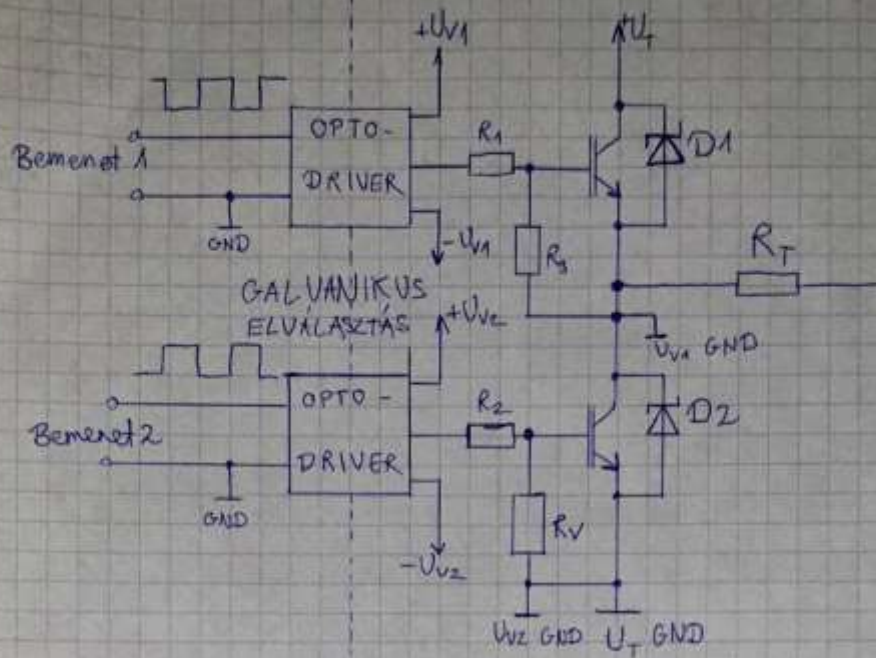 +Uv1
+UT
OPTO-
DRIVER
R1
D1
Bemenet 1
GND
-Uv1
R3
RT
GALVANIKUS
ELVÁLASZTÁS
+Uv2
Uv1 GND
OPTO-
DRIVER
R2
D2
Bemenet 2
GND
-Uv2
RV
Uv2 GND
UT GND